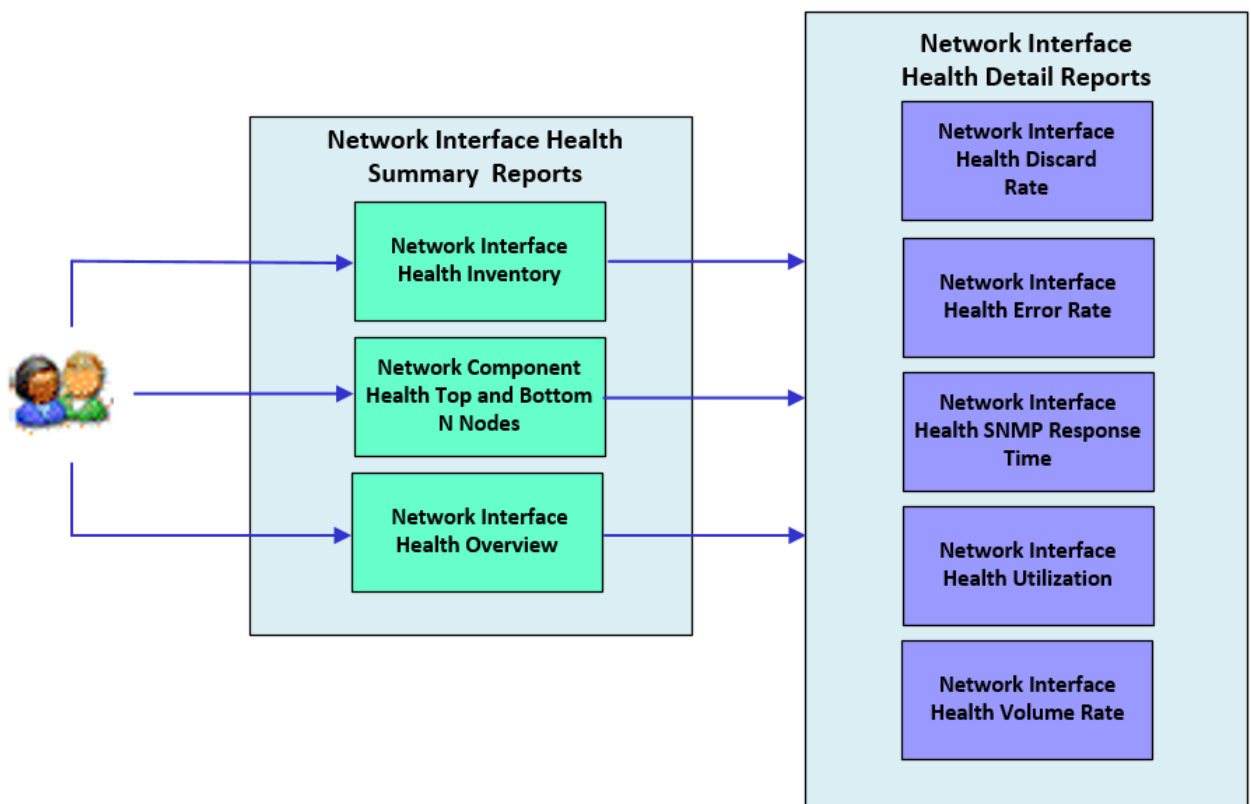 Network Interface Health
Summary Reports
Network Interface
Health Inventory
Network Component
Health Top and Bottom
N Nodes
Network Interface
Health Overview
Network Interface
Health Detail Reports
Network Interface
Health Discard
Rate
Network Interface
Health Error Rate
Network Interface
Health SNMP Response
Time
Network Interface
Health Utilization
Network Interface
Health Volume Rate